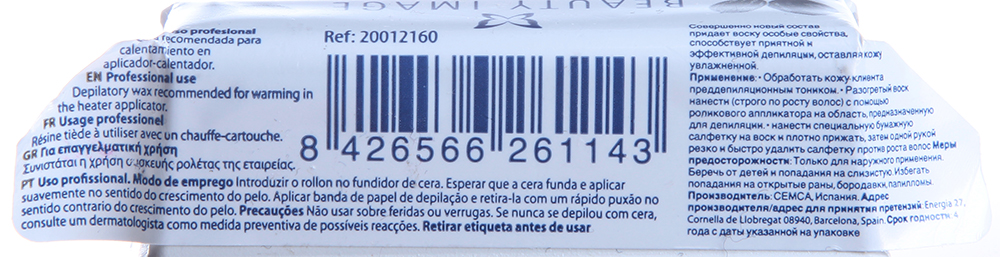 BEAUTY IMAGE
Uso profesional
recomendada para
calentamiento en
aplicador-calentador.
EN Professional use
Depilatory wax recommended for warming in
the heater applicator.
FR Usage professionel
Résine tiède à utiliser avec un chauffe-cartouche.
GR Για επαγγελματική χρήση
Συνιστάται η χρήση συσκευής ρολέτας της εταιρείας.
PT Uso profissional. Modo de emprego Introduzir o rollon no fundidor de cera. Esperar que a cera funda e aplicar
suavemente no sentido do crescimento do pelo. Aplicar banda de papel de depilação e retira-la com um rápido puxão no
sentido contrario do crescimento do pelo. Precauções Não usar sobre feridas ou verrugas. Se nunca se depilou com cera,
consulte um dermatologista como medida preventiva de possíveis reacções. Retirar etiqueta antes de usar
Ref: 20012160
8 426566 261143
Совершенно новый состав
придает воску особые свойства,
способствует приятной и
эффективной депиляции, оставляя кожу
увлажненной.
Применение: • Обработать кожу клиента
преддепиляционным тоником. • Разогретый воск
нанести (строго по росту волос) с помощью
роликового аппликатора на область, предназначенную
для депиляции. • нанести специальную бумажную
салфетку на воск и плотно прижать, затем одной рукой
резко и быстро удалить салфетку против роста волос Меры
предосторожности: Только для наружного применения.
Беречь от детей и попадания на слизистую Избегать
попадания на открытые раны, бородавки, папилломы.
Производитель: СЕМСА, Испания. Адрес
производителя/адрес для принятия претензий: Energia 27,
Cornella de Llobregat 08940, Barcelona, Spain. Срок годности: 4
года с даты указанной на упаковке